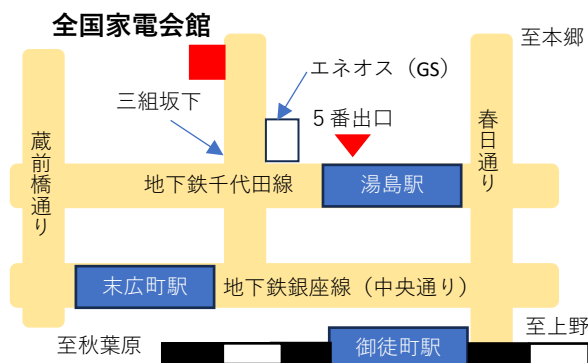 全国家電会館
至本郷
エネオス（GS）
三組坂下
５番出口
蔵前橋通り
春日通り
地下鉄千代田線
湯島駅
末広町駅
地下鉄銀座線（中央通り）
至上野
至秋葉原
御徒町駅